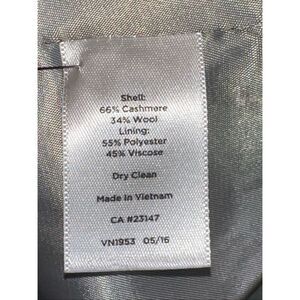 Shell:
66% Cashmere
34% Wool
Lining:
55% Polyester
45% Viscose
Dry Clean
Made in Vietnam
CA #23147
VN1953 05/16